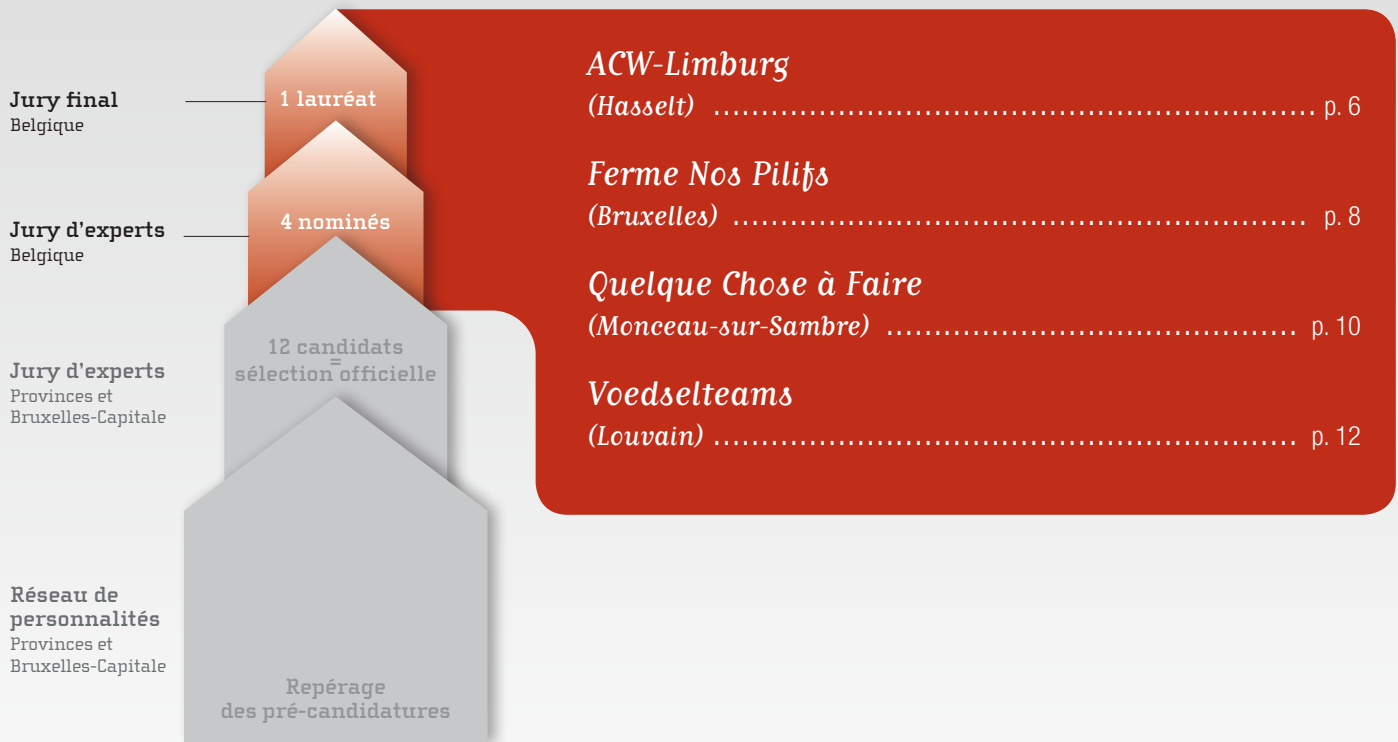 Jury final
Belgique
1 lauréat
Jury d'experts
Belgique
4 nominés
Jury d'experts
Provinces et
Bruxelles-Capitale
12 candidats
=
sélection officielle
Réseau de
personnalités
Provinces et
Bruxelles-Capitale
Repérage
des pré-candidatures
ACW-Limburg
(Hasselt) ................................................................ p. 6
Ferme Nos Pilifs
(Bruxelles) ............................................................. p. 8
Quelque Chose à Faire
(Monceau-sur-Sambre) ............................................ p. 10
Voedselteams
(Louvain) .............................................................. p. 12